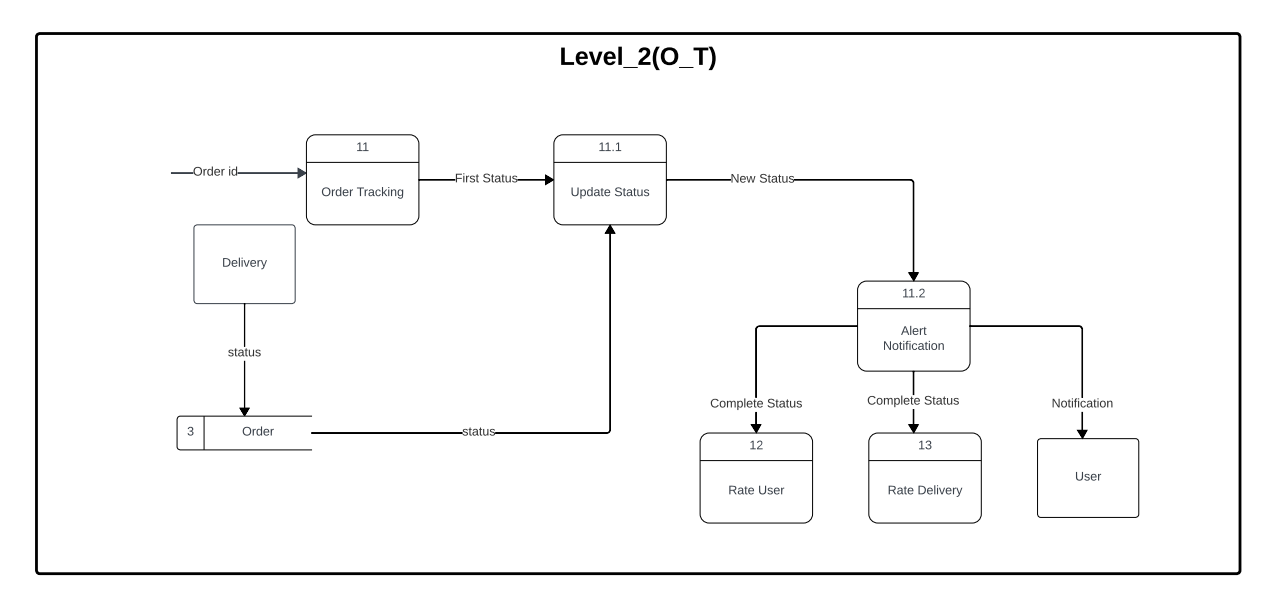 Level_2(O_T)
11
11.1
Order id
Order Tracking
First Status
Update Status
New Status
Delivery
11.2
Alert
Notification
status
Complete Status
Complete Status
Notification
3
Order
status
12
13
Rate User
Rate Delivery
User